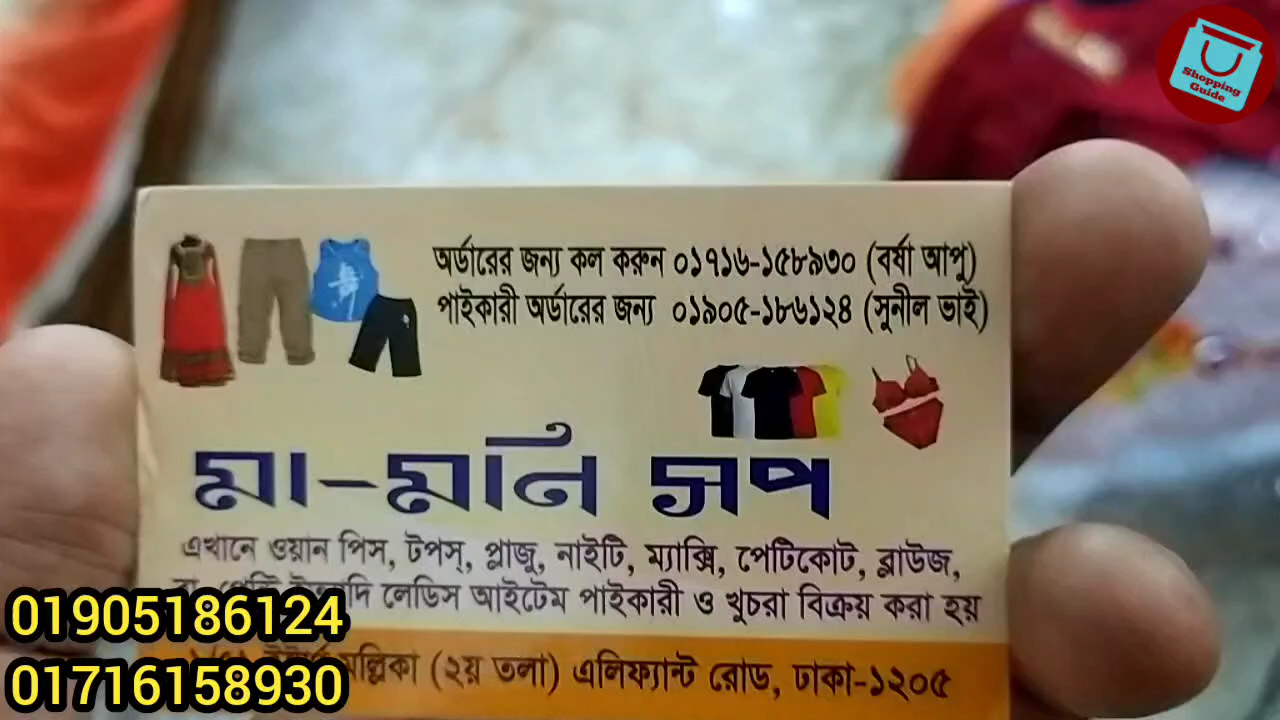 Shopping
Guide
অর্ডারের জন্য কল করুন ০১৭১৬-১৫৮৯৩০ (বর্ষা আপু)
পাইকারী অর্ডারের জন্য ০১৯০৫-১৮৬১২৪ (সুনীল ভাই)
মা-মনি সপ
এখানে ওয়ান পিস, টপস্, প্লাজু, নাইটি, ম্যাক্সি, পেটিকোট, ব্লাউজ,
লেডিস আইটেম পাইকারী ও খুচরা বিক্রয় করা হয়
মল্লিকা (২য় তলা) এলিফ্যান্ট রোড, ঢাকা-১২০৫
01905186124
01716158930